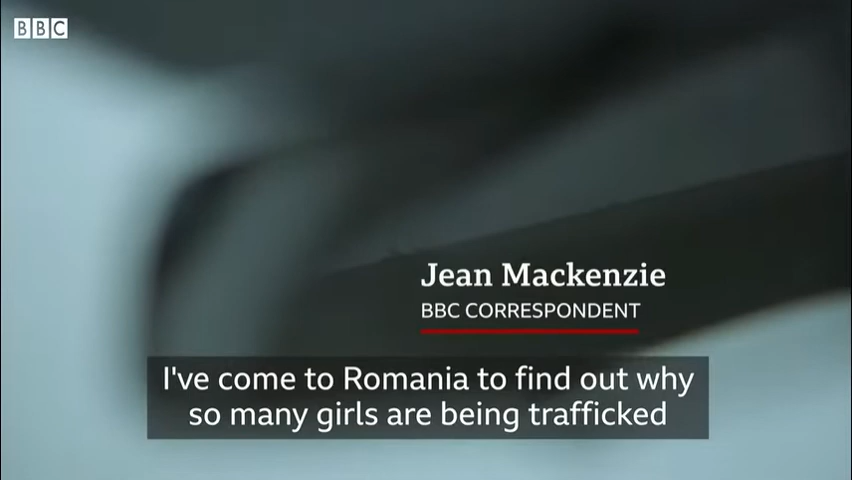 BBC
Jean Mackenzie
BBC CORRESPONDENT
I've come to Romania to find out why
so many girls are being trafficked